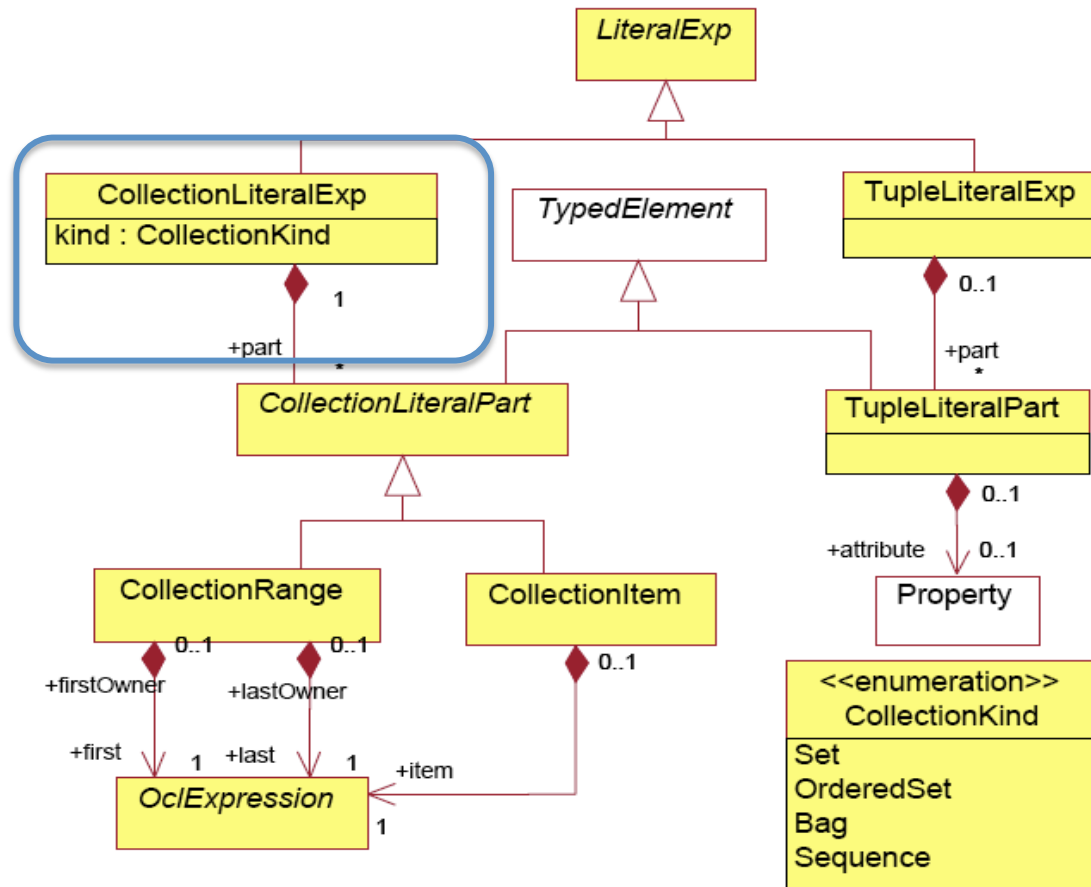 LiteralExp
CollectionLiteralExp
kind : CollectionKind
1
+part
*
TypedElement
TupleLiteralExp
0..1
+part
*
CollectionLiteralPart
TupleLiteralPart
0..1
+attribute
0..1
Property
CollectionRange
0..1
0..1
+firstOwner
+lastOwner
+first
1
+last
1
CollectionItem
0..1
+item
1
OclExpression
<<enumeration>>
CollectionKind
Set
OrderedSet
Bag
Sequence